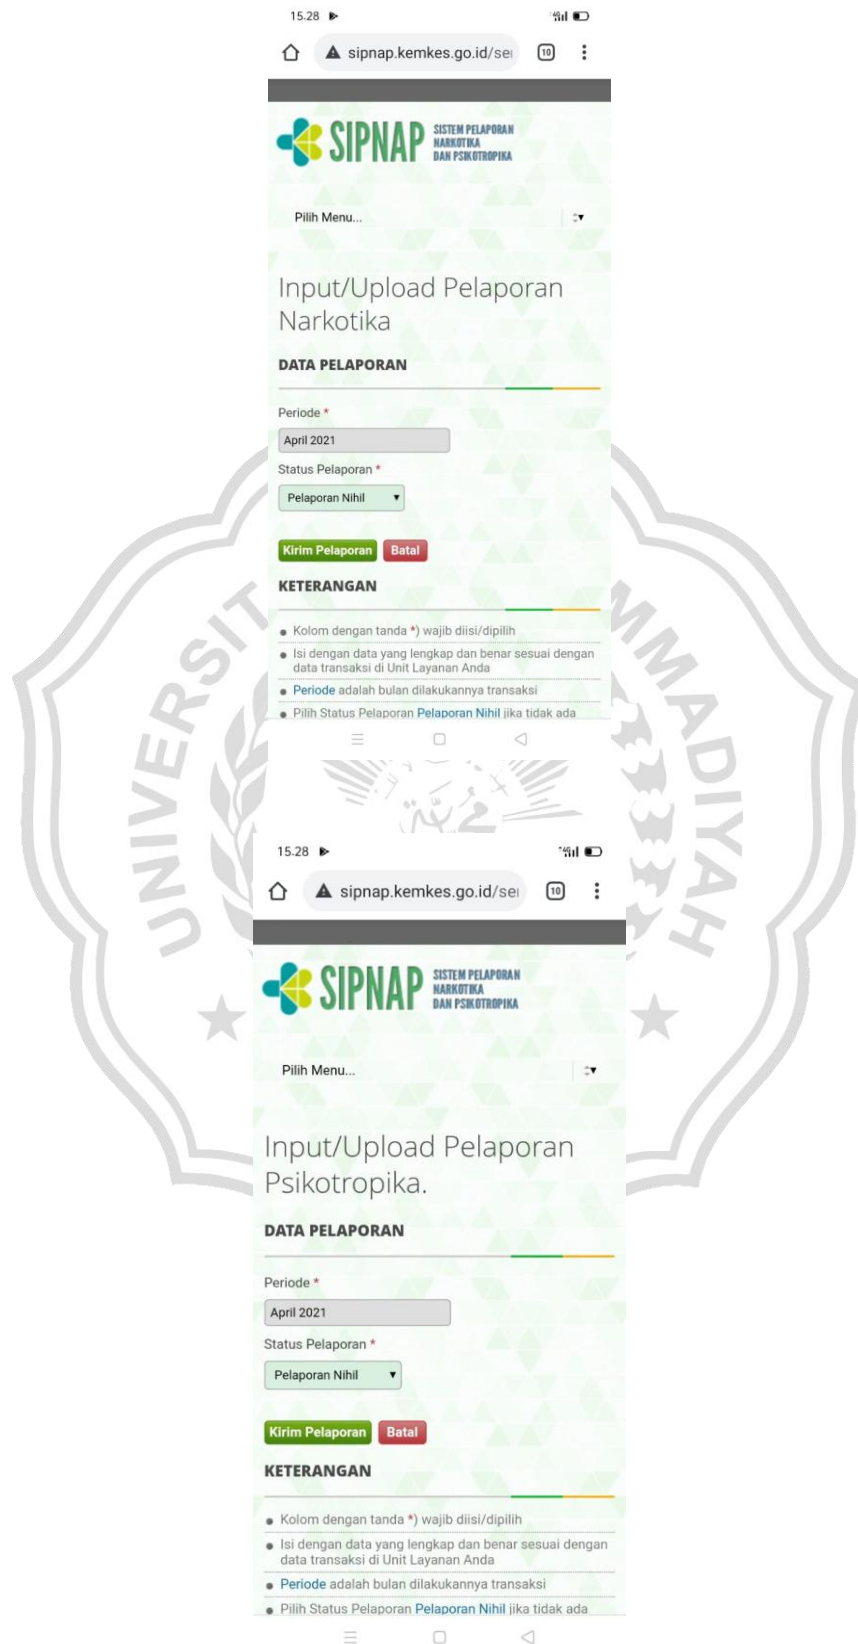 15.28
4G
sipnap.kemkes.go.id/ser
10
SIPNAP
SISTEM PELAPORAN
NARKOTIKA
DAN PSIKOTROPIKA
Pilih Menu...
Input/Upload Pelaporan
Narkotika
DATA PELAPORAN
Periode *
April 2021
Status Pelaporan *
Pelaporan Nihil
Kirim Pelaporan Batal
KETERANGAN
Kolom dengan tanda *) wajib diisi/dipilih
Isi dengan data yang lengkap dan benar sesuai dengan
data transaksi di Unit Layanan Anda
Periode adalah bulan dilakukannya transaksi
Pilih Status Pelaporan Pelaporan Nihil jika tidak ada
15.28
4G
sipnap.kemkes.go.id/ser
10
SIPNAP
SISTEM PELAPORAN
NARKOTIKA
DAN PSIKOTROPIKA
Pilih Menu...
Input/Upload Pelaporan
Psikotropika.
DATA PELAPORAN
Periode *
April 2021
Status Pelaporan *
Pelaporan Nihil
Kirim Pelaporan Batal
KETERANGAN
Kolom dengan tanda *) wajib diisi/dipilih
Isi dengan data yang lengkap dan benar sesuai dengan
data transaksi di Unit Layanan Anda
Periode adalah bulan dilakukannya transaksi
Pilih Status Pelaporan Pelaporan Nihil jika tidak ada